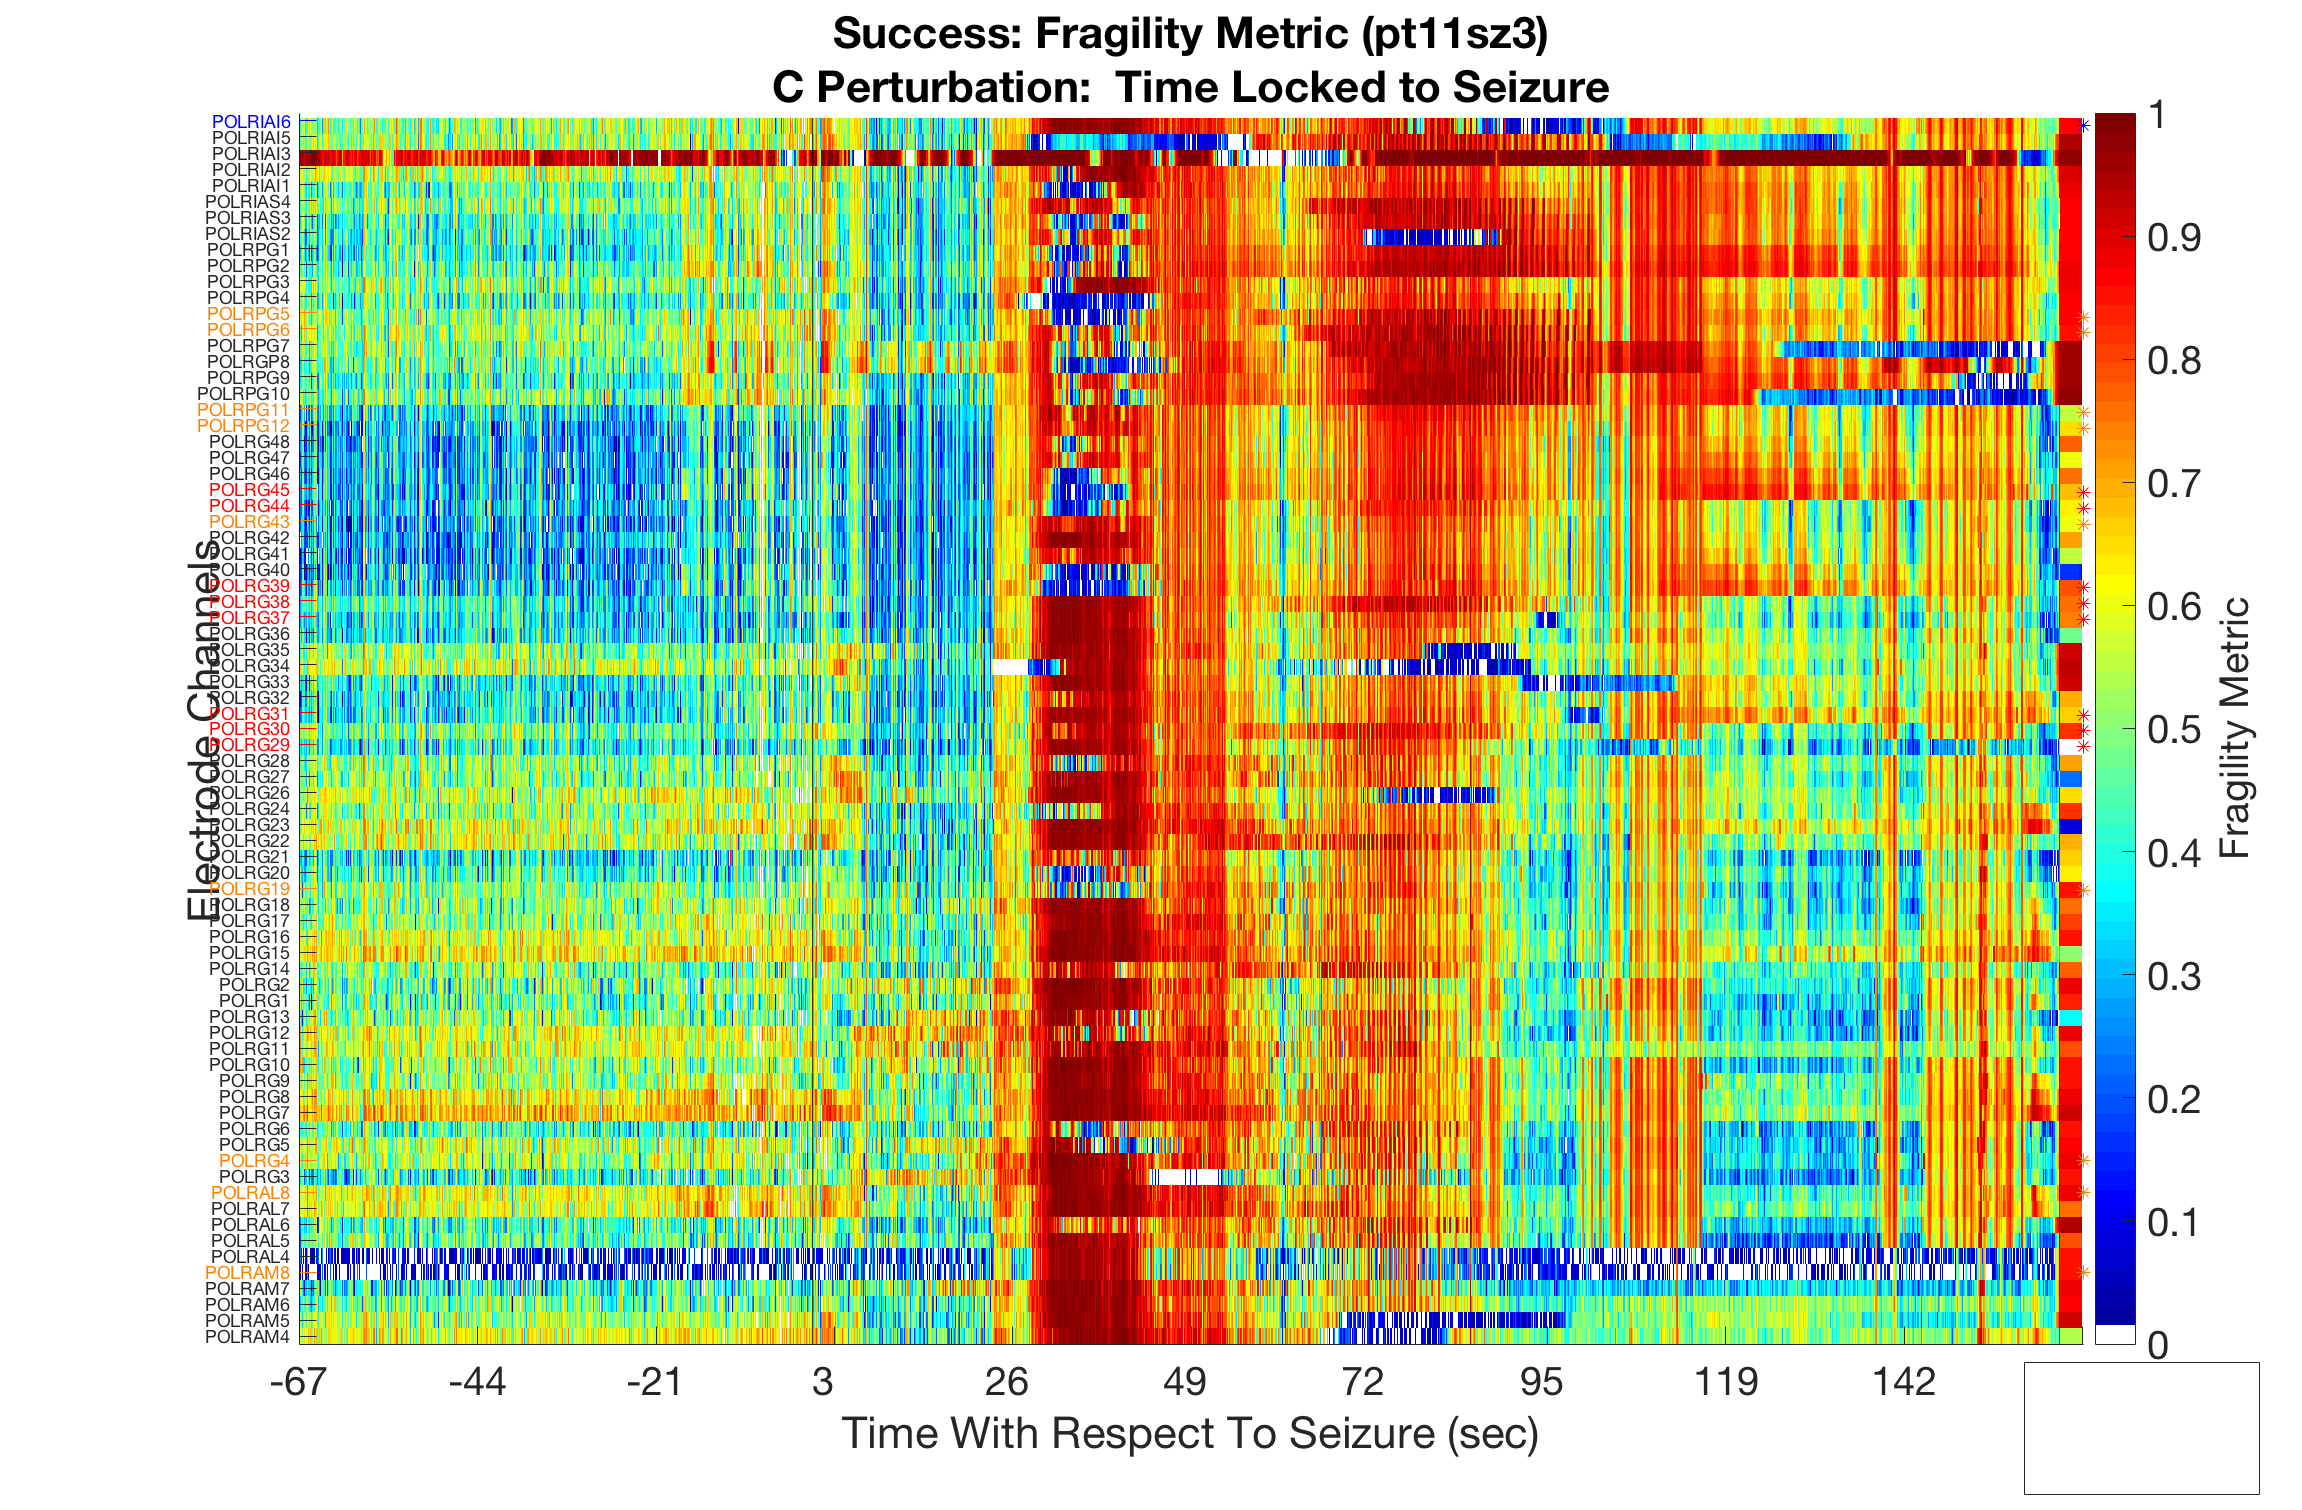 Success: Fragility Metric (pt11sz3)
C Perturbation:  Time Locked to Seizure
POLRIAI6
POLRIAI5
POLRIAI3
POLRIAI2
POLRIAI1
POLRIAS4
POLRIAS3
POLRIAS2
POLRPG1
POLRPG2
POLRPG3
POLRPG4
POLRPG5
POLRPG6
POLRPG7
POLRGP8
POLRPG9
POLRPG10
POLRPG11
POLRPG12
POLRG48
POLRG47
POLRG46
POLRG45
POLRG44
POLRG43
POLRG42
POLRG41
POLRG40
POLRG39
POLRG38
POLRG37
POLRG36
POLRG35
POLRG34
POLRG33
POLRG32
POLRG31
POLRG30
POLRG29
POLRG28
POLRG27
POLRG26
POLRG24
POLRG23
POLRG22
POLRG21
POLRG20
POLRG19
POLRG18
POLRG17
POLRG16
POLRG15
POLRG14
POLRG2
POLRG1
POLRG13
POLRG12
POLRG11
POLRG10
POLRG9
POLRG8
POLRG7
POLRG6
POLRG5
POLRG4
POLRG3
POLRAL8
POLRAL7
POLRAL6
POLRAL5
POLRAL4
POLRAM8
POLRAM7
POLRAM6
POLRAM5
POLRAM4
Electrode Channels
-67 -44 -21 3 26 49 72 95 119 142
Time With Respect To Seizure (sec)
1
0.9
0.8
0.7
0.6
0.5
0.4
0.3
0.2
0.1
0
Fragility Metric